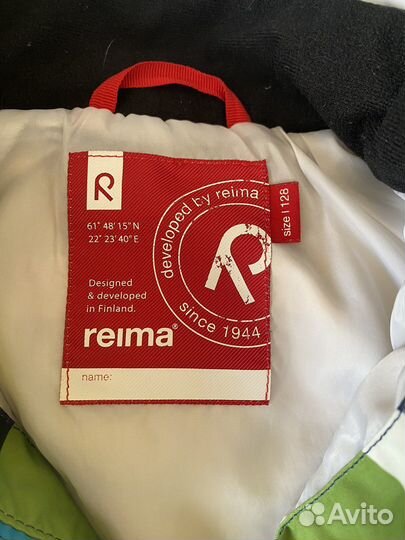 R
61° 48' 15" N
22° 23' 40" E
Designed
& developed
in Finland.
reima®
name:
developed by reima
R
since 1944
size | 128
Avito